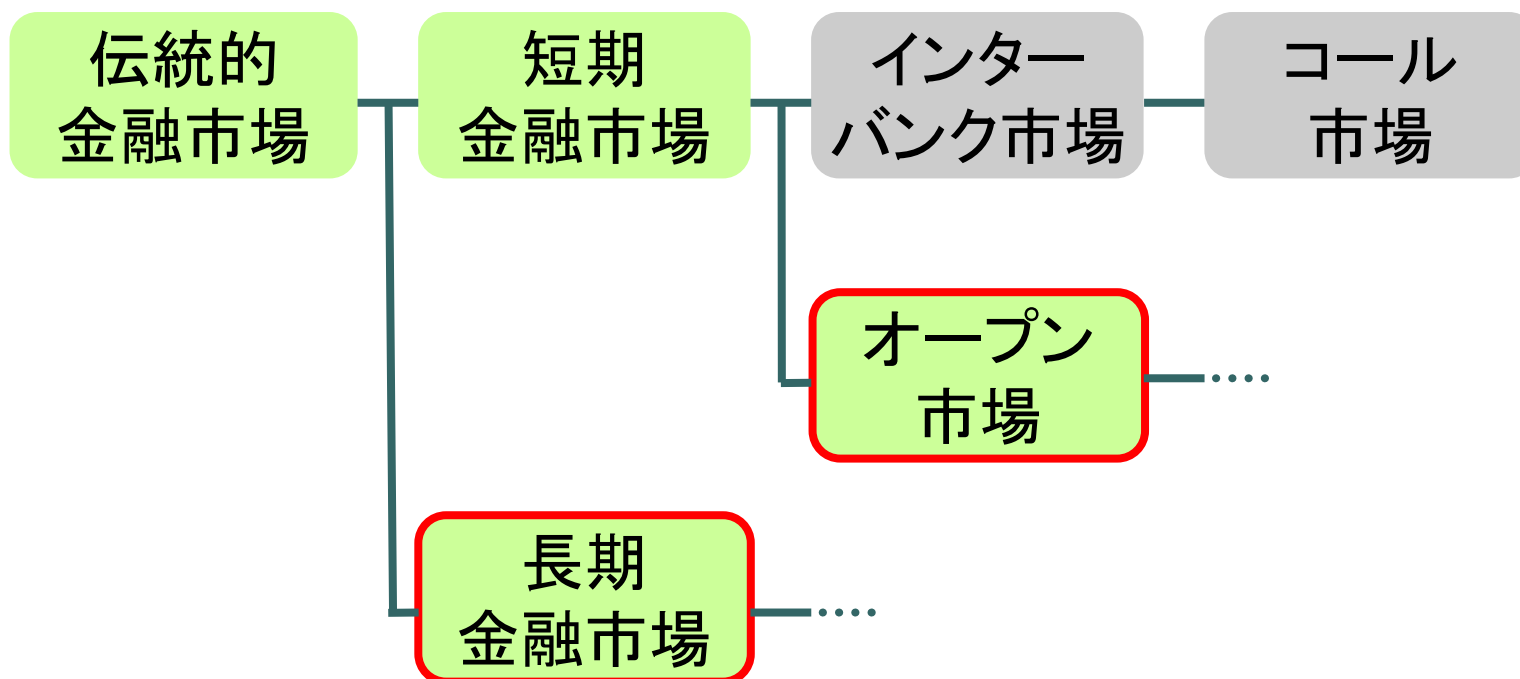 伝統的
金融市場
短期
金融市場
インター
バンク市場
コール
市場
オープン
市場
長期
金融市場